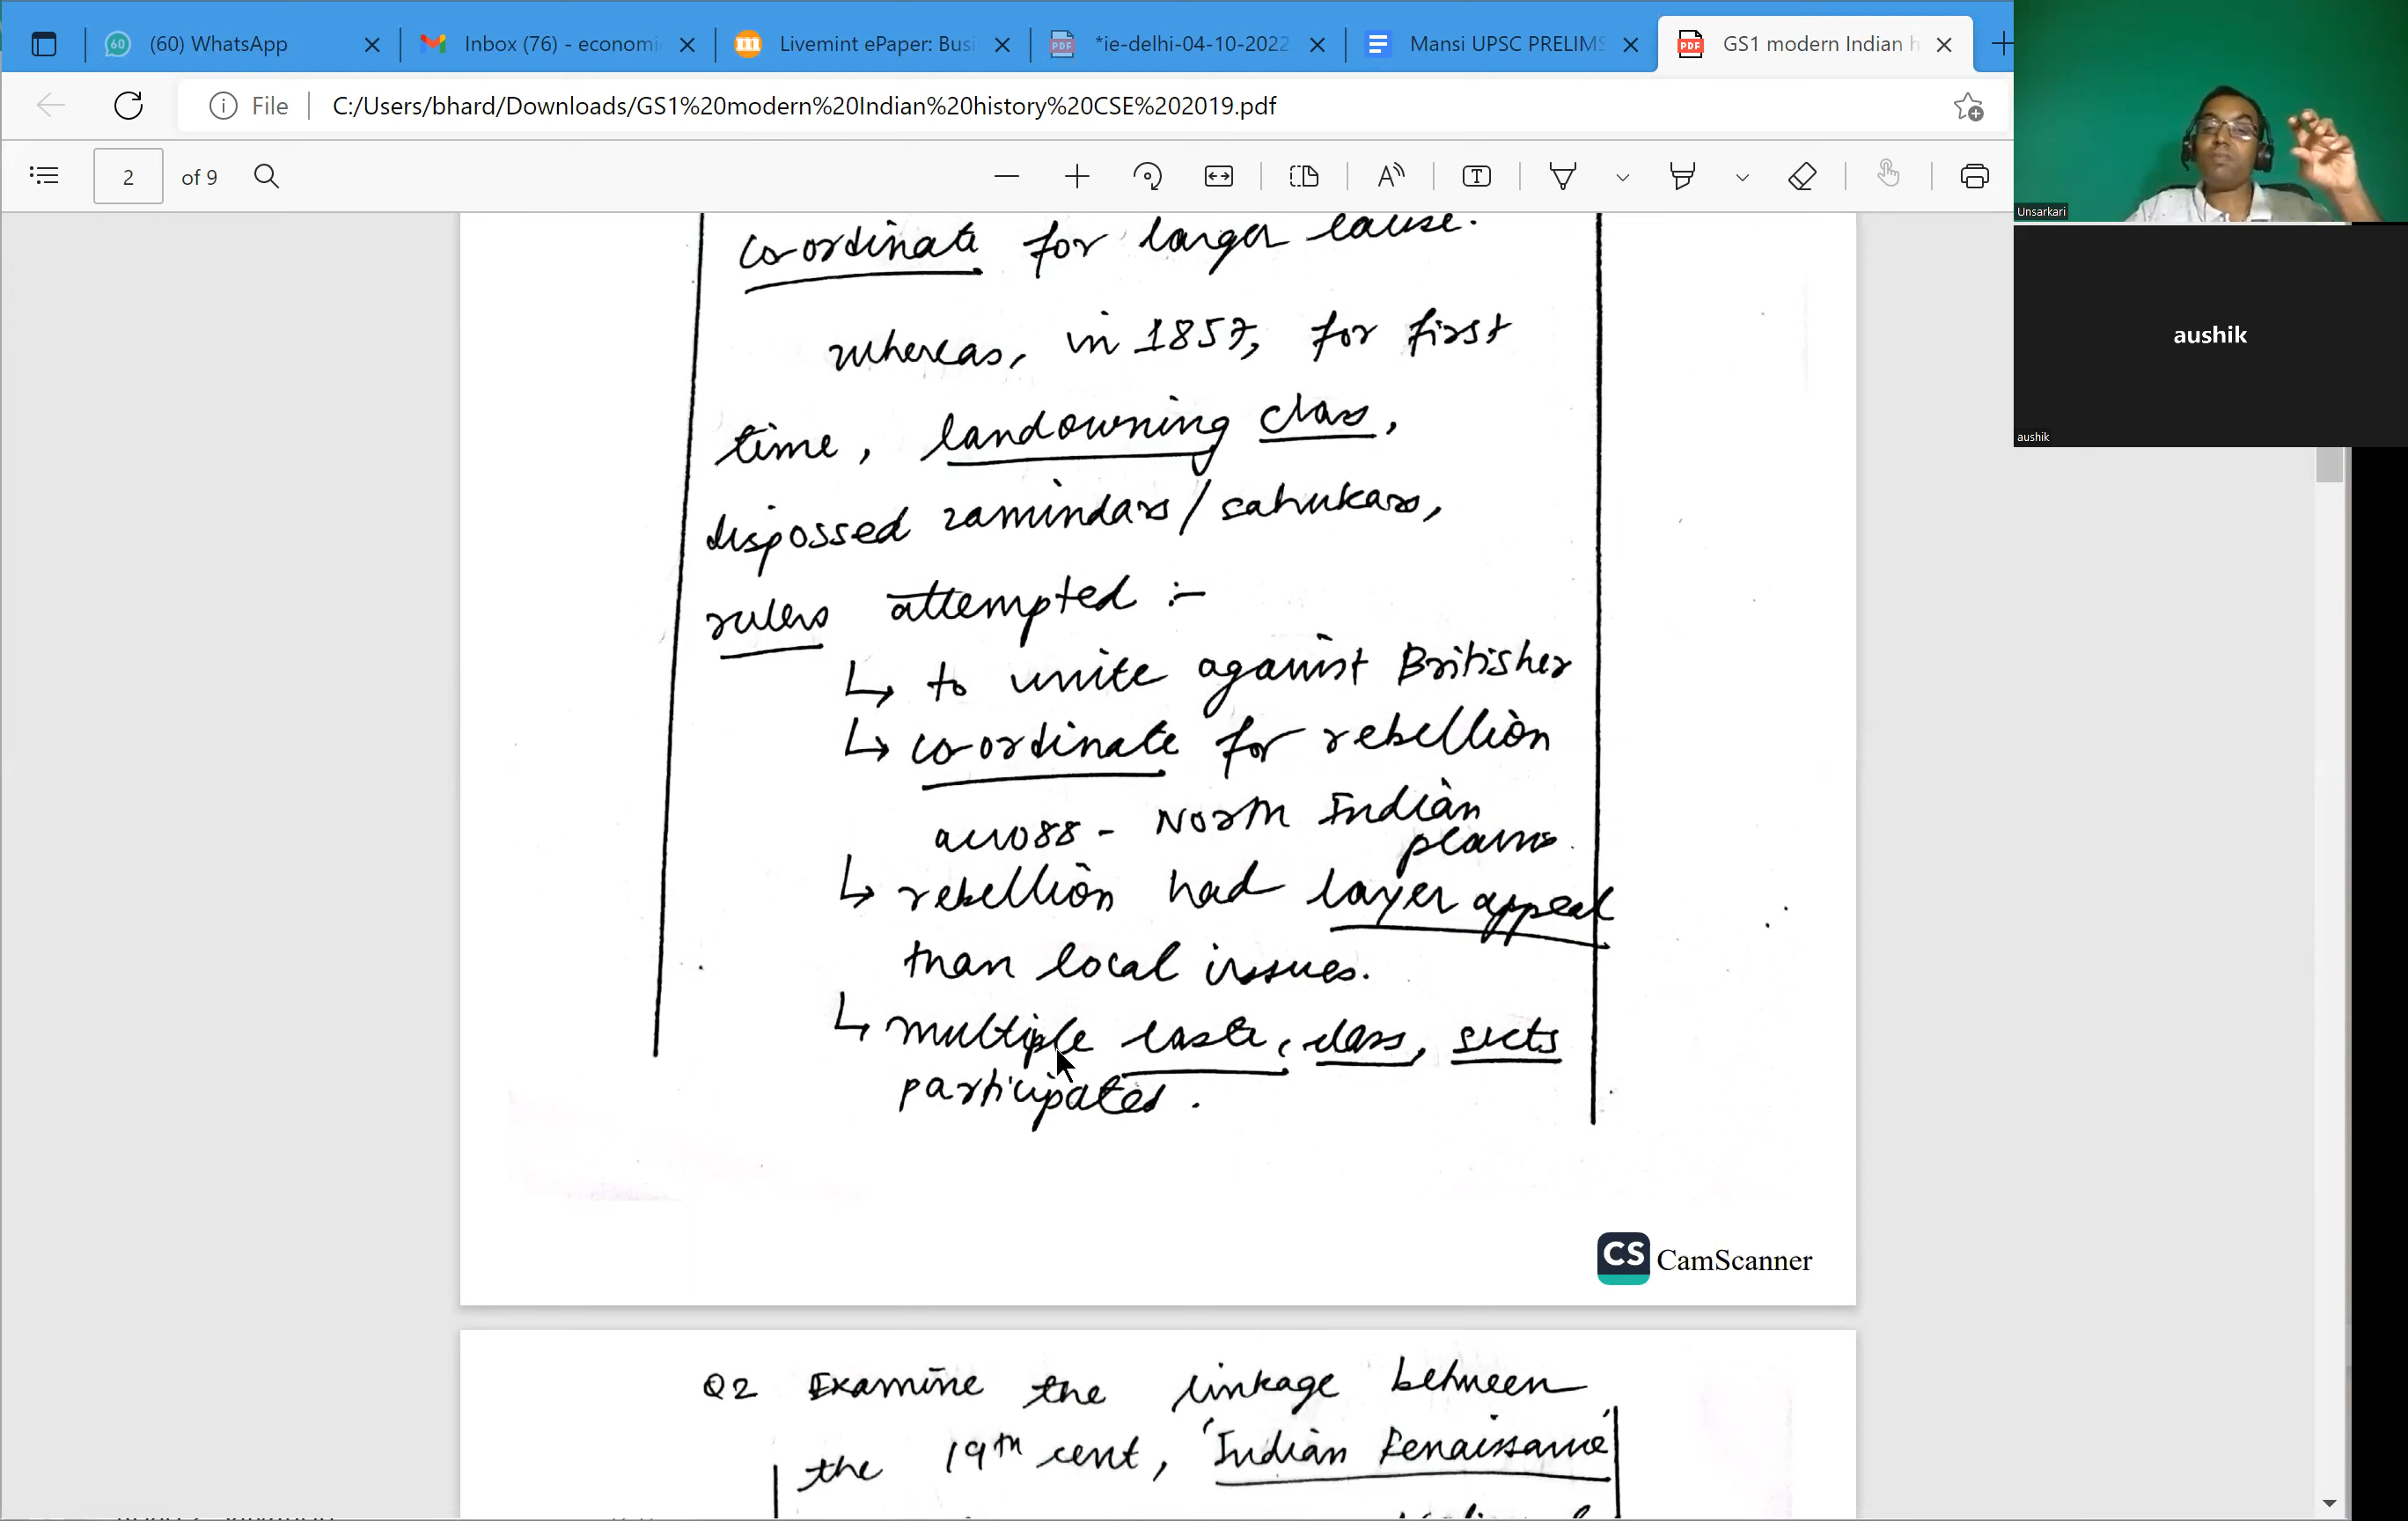 (60) WhatsApp
Inbox (76) - economi
Livemint ePaper: Busi
*ie-delhi-04-10-2022
Mansi UPSC PRELIMS
GS1 modern Indian h
File
C:/Users/bhard/Downloads/GS1%20modern%20Indian%20history%20CSE%202019.pdf
2 of 9
Unsarkari
aushik
aushik
co-ordinate for larger cause.
whereas, in 1857, for first
time, landowning class,
dispossed zamindars/sahukars,
rulers attempted :-
↳ to unite against Britisher
↳ co-ordinate for rebellion
across - North Indian
plains.
↳ rebellion had layer appeal
than local issues.
↳ multiple caste, class, sects
participated.
CS CamScanner
Q2 Examine the linkage between
the 19th cent, 'Indian Renaissance'